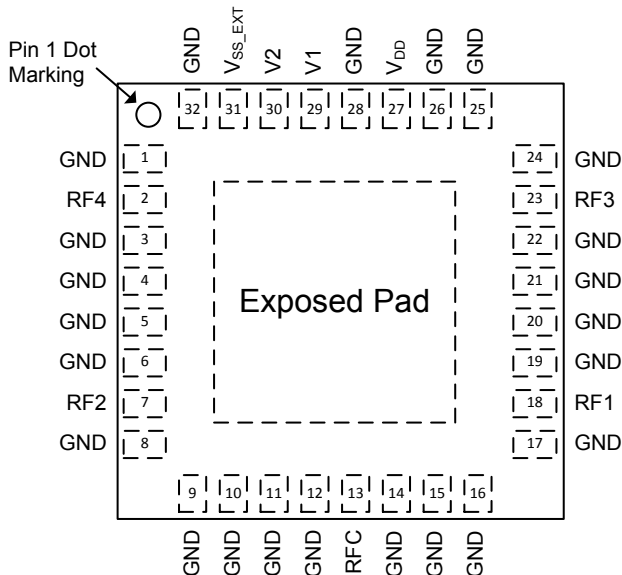 Pin 1 Dot
Marking
GND
V_SS_EXT
V2
V1
GND
V_DD
GND
GND
32
31
30
29
28
27
26
25
GND 1
RF4 2
GND 3
GND 4
GND 5
GND 6
RF2 7
GND 8
24 GND
23 RF3
22 GND
21 GND
20 GND
19 GND
18 RF1
17 GND
Exposed Pad
9
10
11
12
13
14
15
16
GND
GND
GND
GND
RFC
GND
GND
GND